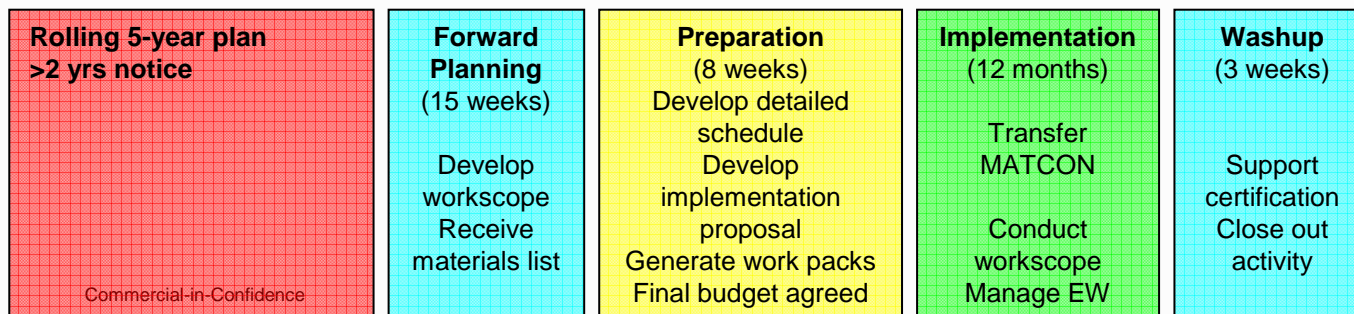 Rolling 5-year plan
>2 yrs notice
Commercial-in-Confidence
Forward
Planning
(15 weeks)
Develop
workscope
Receive
materials list
Preparation
(8 weeks)
Develop detailed
schedule
Develop
implementation
proposal
Generate work packs
Final budget agreed
Implementation
(12 months)
Transfer
MATCON
Conduct
workscope
Manage EW
Washup
(3 weeks)
Support
certification
Close out
activity